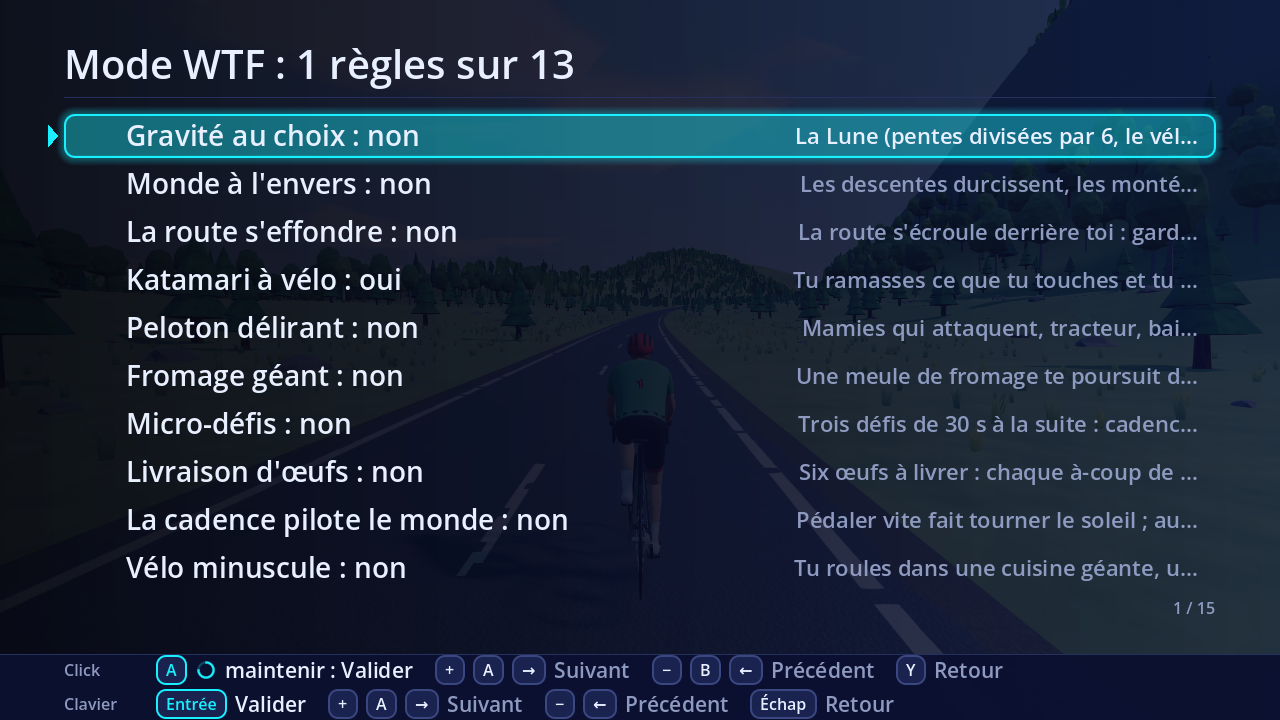 Mode WTF : 1 règles sur 13
Gravité au choix : non La Lune (pentes divisées par 6, le vél...
Monde à l'envers : non Les descentes durcissent, les monté...
La route s'effondre : non La route s'écroule derrière toi : gard...
Katamari à vélo : oui Tu ramasses ce que tu touches et tu ...
Peloton délirant : non Mamies qui attaquent, tracteur, bai...
Fromage géant : non Une meule de fromage te poursuit d...
Micro-défis : non Trois défis de 30 s à la suite : cadenc...
Livraison d'œufs : non Six œufs à livrer : chaque à-coup de ...
La cadence pilote le monde : non Pédaler vite fait tourner le soleil ; au...
Vélo minuscule : non Tu roules dans une cuisine géante, u...
1 / 15
Click A maintenir : Valider + A → Suivant − B ← Précédent Y Retour
Clavier Entrée Valider + A → Suivant − ← Précédent Échap Retour